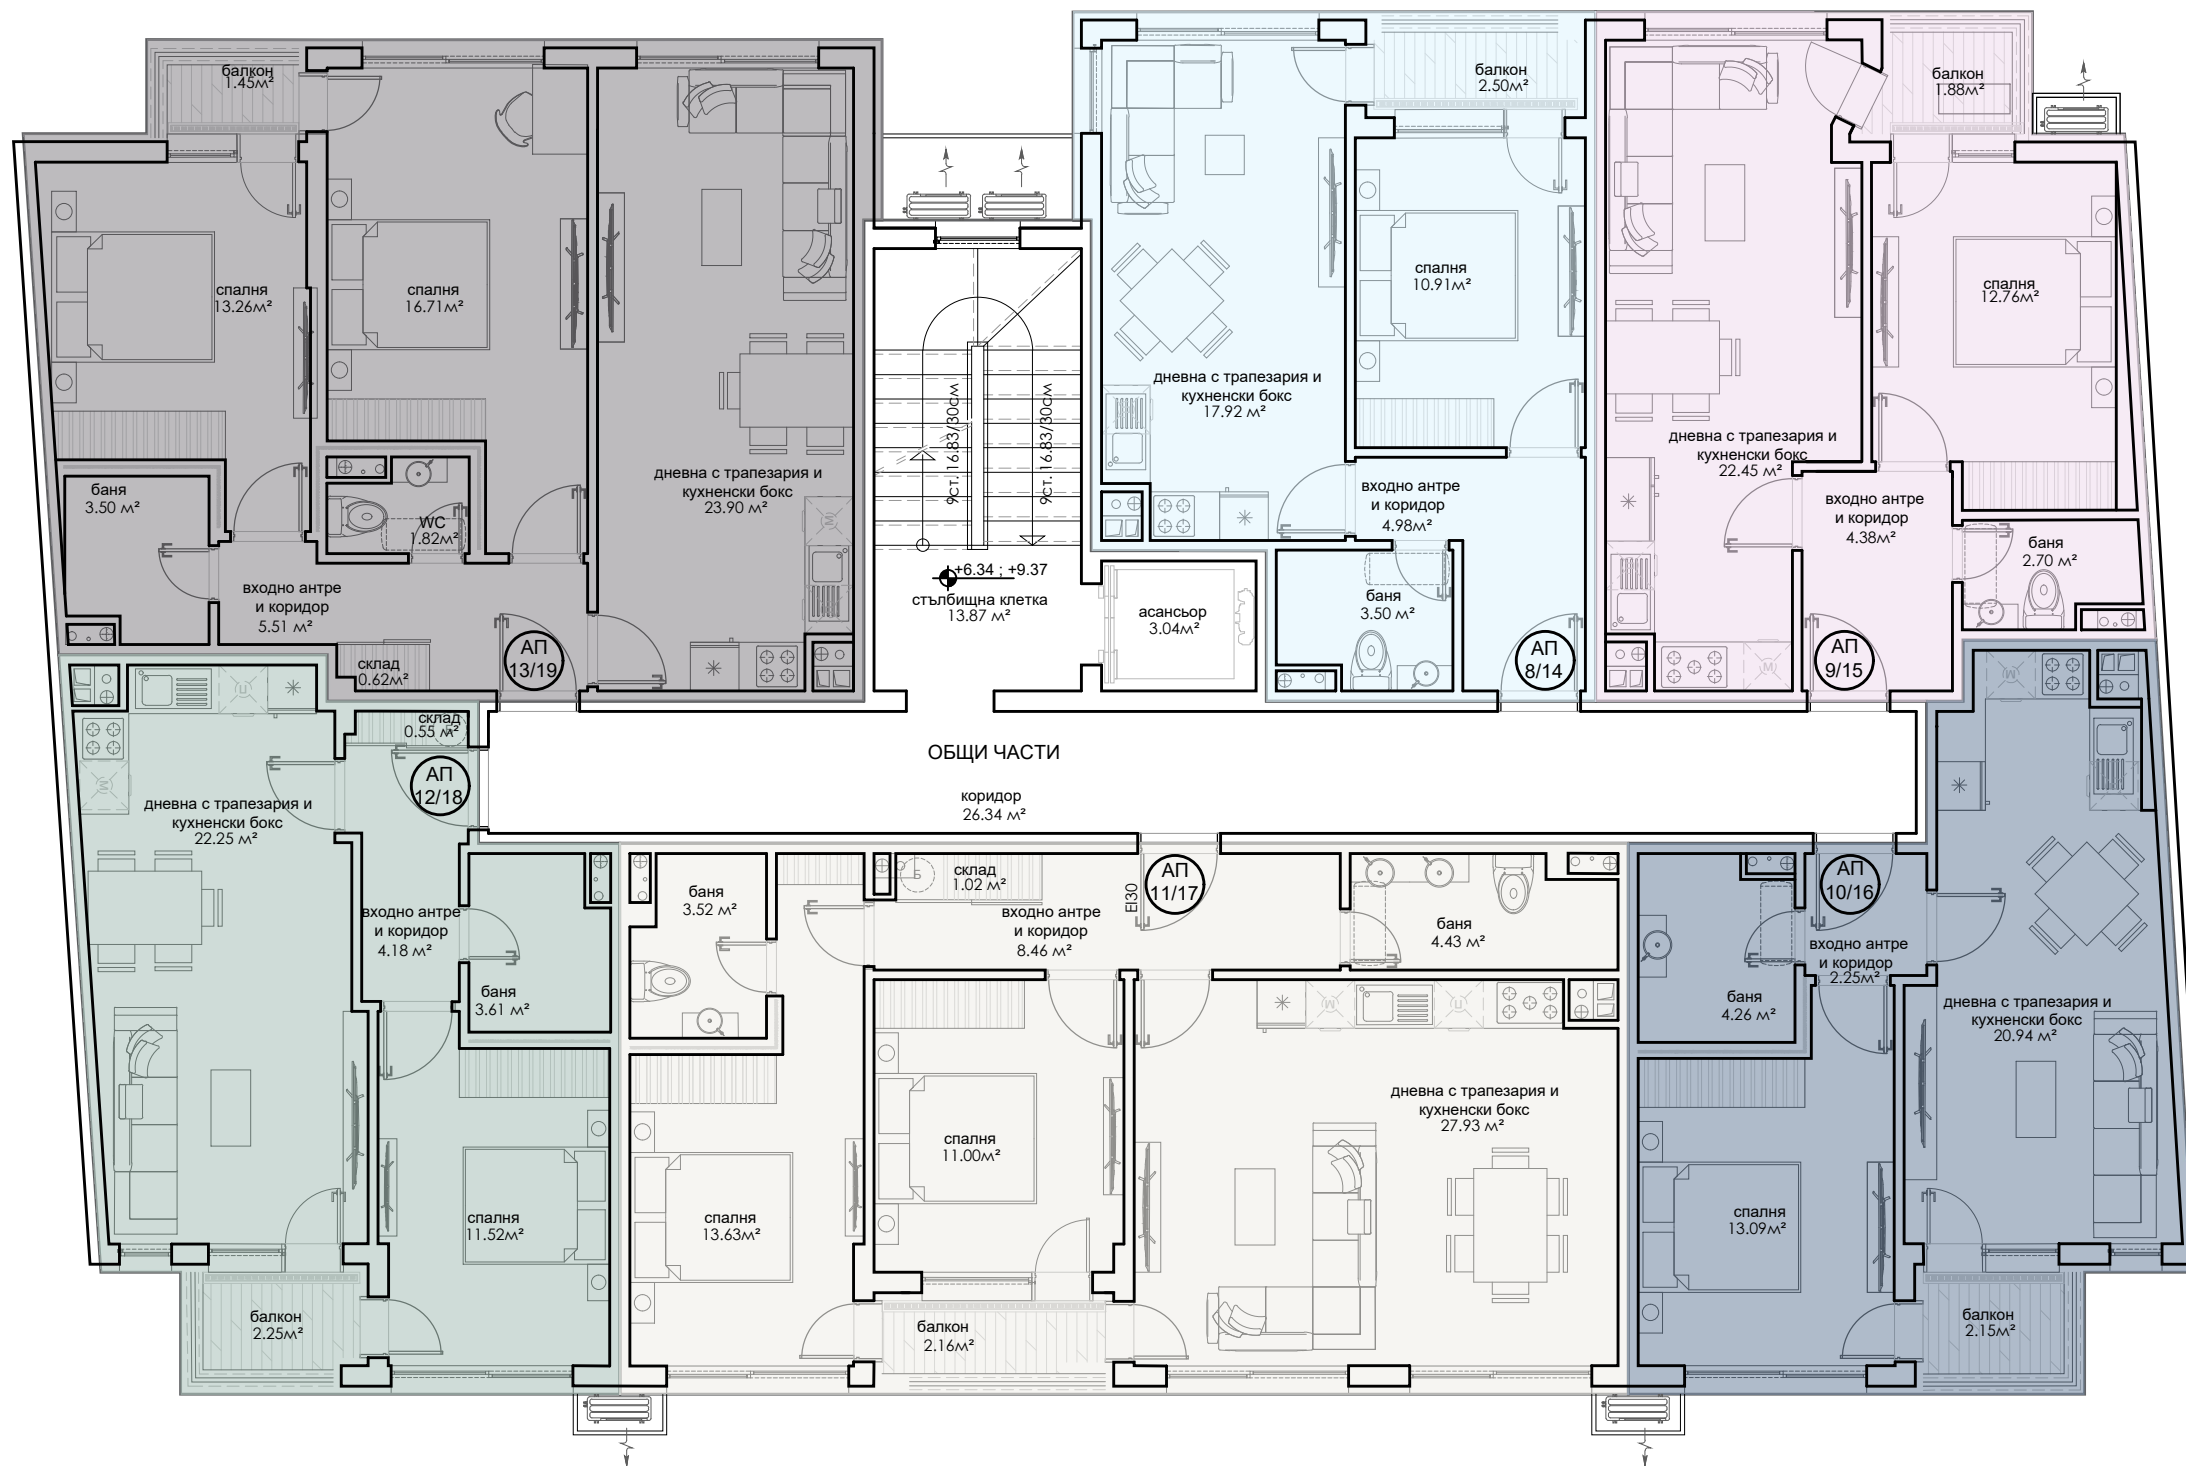 балкон
1.45м²
спалня
13.26м²
спалня
16.71м²
дневна с трапезария и
кухненски бокс
23.90 м²
баня
3.50 м²
WC
1.82м²
входно антре
и коридор
5.51 м²
склад
0.62м²
АП
13/19
9ст. 16.83/30см
9ст. 16.83/30см
+6.34 ; +9.37
стълбищна клетка
13.87 м²
асансьор
3.04м²
балкон
2.50м²
спалня
10.91м²
дневна с трапезария и
кухненски бокс
17.92 м²
входно антре
и коридор
4.98м²
баня
3.50 м²
АП
8/14
балкон
1.88м²
спалня
12.76м²
дневна с трапезария и
кухненски бокс
22.45 м²
входно антре
и коридор
4.38м²
баня
2.70 м²
АП
9/15
ОБЩИ ЧАСТИ
коридор
26.34 м²
склад
0.55 м²
АП
12/18
дневна с трапезария и
кухненски бокс
22.25 м²
входно антре
и коридор
4.18 м²
баня
3.61 м²
спалня
11.52м²
балкон
2.25м²
баня
3.52 м²
склад
1.02 м²
Б
входно антре
и коридор
8.46 м²
EI30
АП
11/17
баня
4.43 м²
спалня
13.63м²
спалня
11.00м²
дневна с трапезария и
кухненски бокс
27.93 м²
балкон
2.16м²
АП
10/16
входно антре
и коридор
2.25м²
баня
4.26 м²
дневна с трапезария и
кухненски бокс
20.94 м²
спалня
13.09м²
балкон
2.15м²
М
М
М
П
М
М
П
М